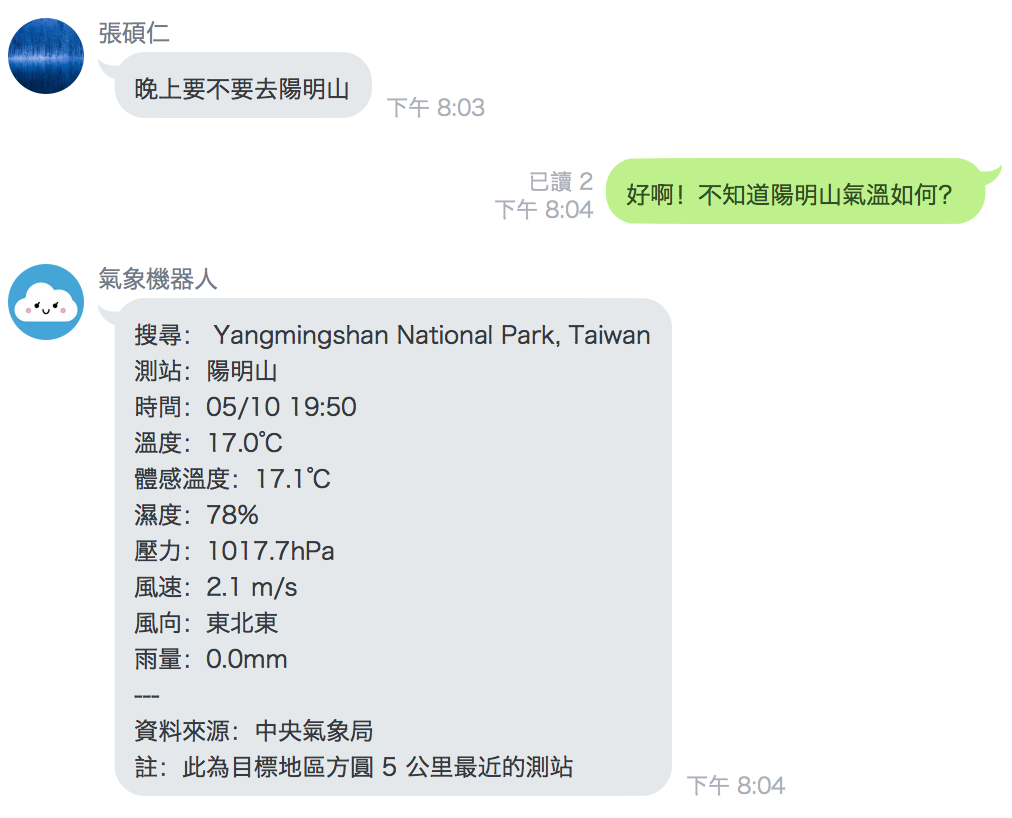 張碩仁
晚上要不要去陽明山
下午 8:03
已讀 2
下午 8:04
好啊！不知道陽明山氣溫如何?
氣象機器人
搜尋： Yangmingshan National Park, Taiwan
測站：陽明山
時間：05/10 19:50
溫度：17.0℃
體感溫度：17.1℃
濕度：78%
壓力：1017.7hPa
風速：2.1 m/s
風向：東北東
雨量：0.0mm
---
資料來源：中央氣象局
註：此為目標地區方圓 5 公里最近的測站
下午 8:04